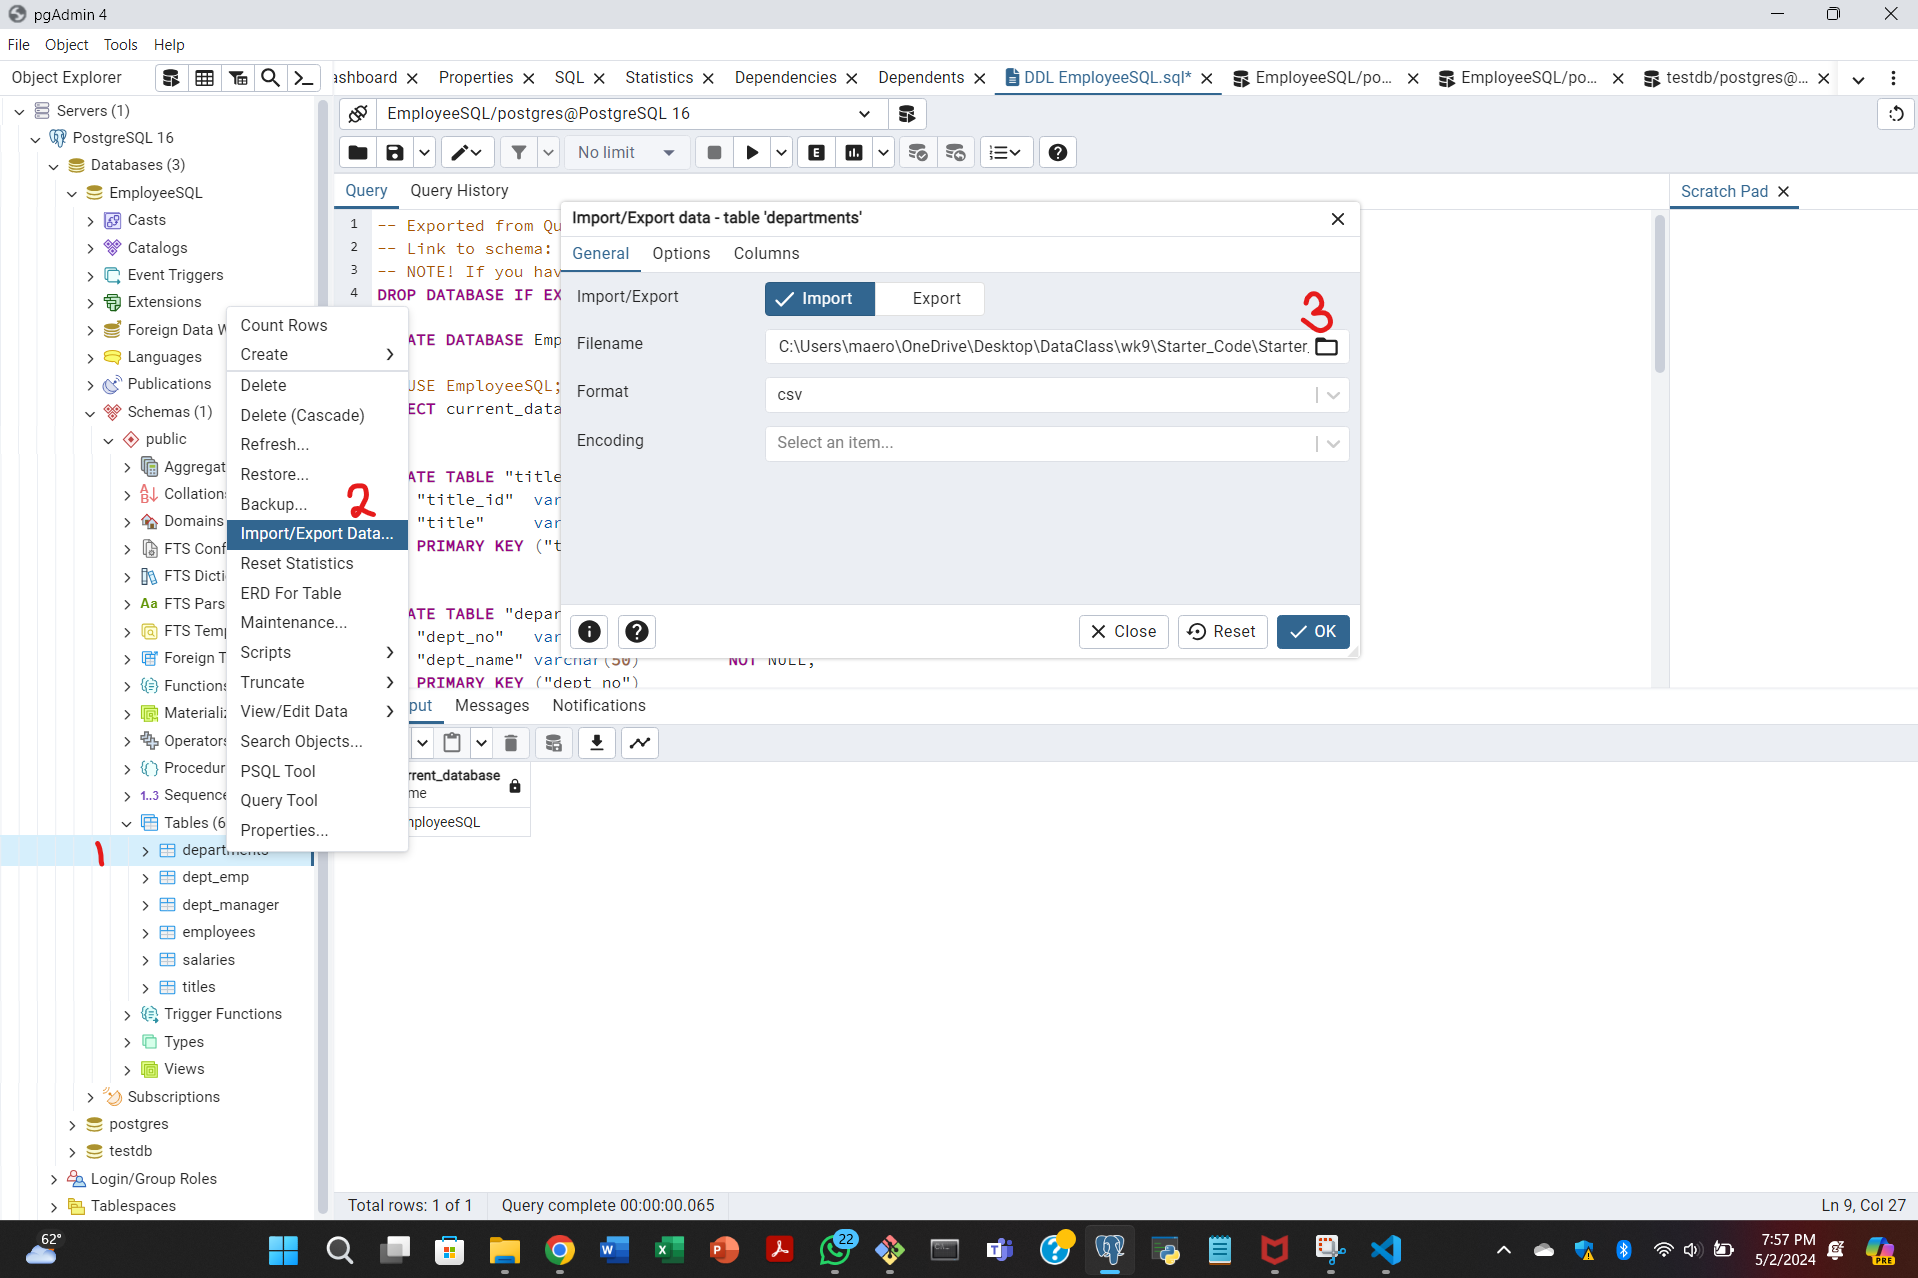 pgAdmin 4
File Object Tools Help
Object Explorer
ashboard Properties SQL Statistics Dependencies Dependents DDL EmployeeSQL.sql* EmployeeSQL/po... EmployeeSQL/po... testdb/postgres@...
Servers (1)
PostgreSQL 16
Databases (3)
EmployeeSQL
Casts
Catalogs
Event Triggers
Extensions
Foreign Data W
Languages
Publications
Schemas (1)
public
Aggregat
Collation
Domains
FTS Conf
FTS Dicti
Aa FTS Pars
FTS Temp
Foreign T
Functions
Materializ
Operators
Procedur
1..3 Sequence
Tables (6
1
departments
dept_emp
dept_manager
employees
salaries
titles
Trigger Functions
Types
Views
Subscriptions
postgres
testdb
Login/Group Roles
Tablespaces
Count Rows
Create
Delete
Delete (Cascade)
Refresh...
Restore...
Backup...
2
Import/Export Data...
Reset Statistics
ERD For Table
Maintenance...
Scripts
Truncate
View/Edit Data
Search Objects...
PSQL Tool
Query Tool
Properties...
EmployeeSQL/postgres@PostgreSQL 16
No limit
E
Query Query History
Scratch Pad
1 -- Exported from Qu
2 -- Link to schema:
3 -- NOTE! If you hav
4 DROP DATABASE IF EX
ATE DATABASE Emp
USE EmployeeSQL;
ECT current_data
ATE TABLE "title
"title_id" var
"title" var
PRIMARY KEY ("t
ATE TABLE "depar
"dept_no" var
"dept_name" varchar(50) NOT NULL,
PRIMARY KEY ("dept_no")
Import/Export data - table 'departments'
General Options Columns
Import/Export Import Export
3
Filename C:\Users\maero\OneDrive\Desktop\DataClass\wk9\Starter_Code\Starter_
Format csv
Encoding Select an item...
Close Reset OK
put Messages Notifications
rrent_database
me
mployeeSQL
Total rows: 1 of 1 Query complete 00:00:00.065 Ln 9, Col 27
62°
22
7:57 PM
5/2/2024
PRE